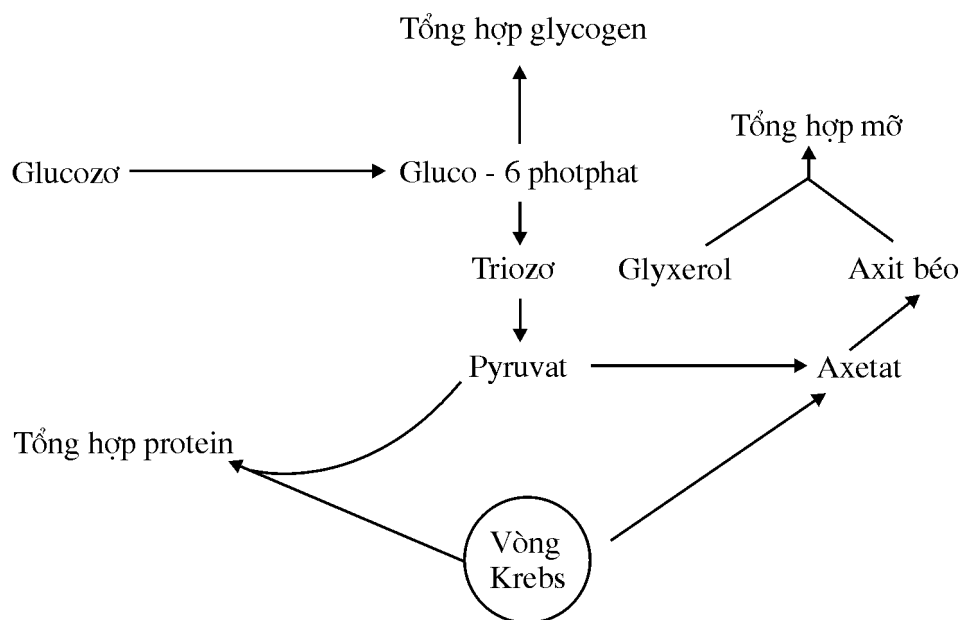 Tổng hợp glycogen
Tổng hợp mỡ
Glucozơ
Gluco - 6 photphat
Triozơ
Glyxerol
Axit béo
Pyruvat
Axetat
Tổng hợp protein
Vòng
Krebs